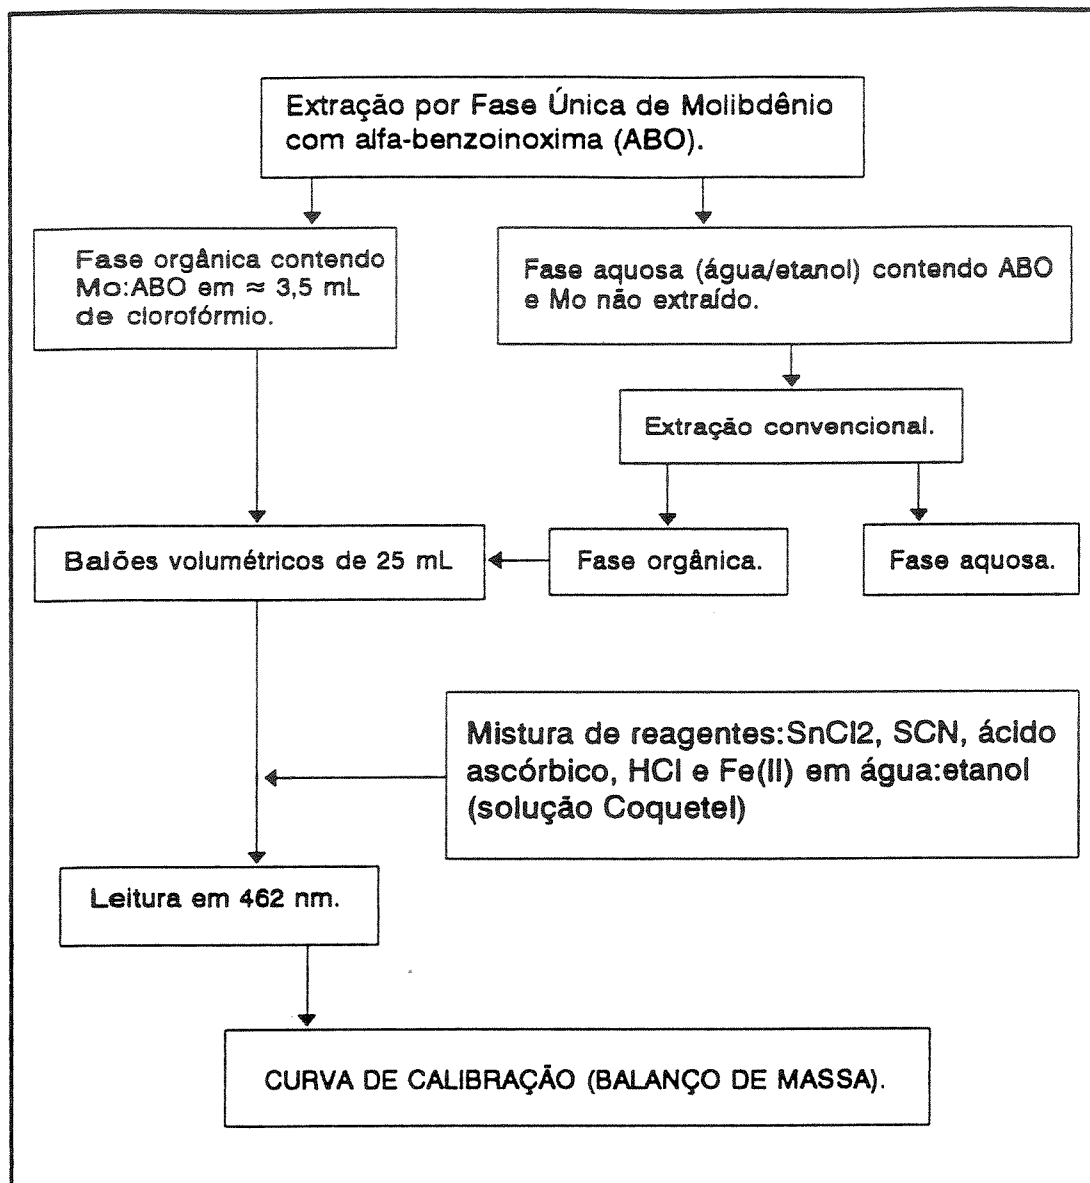 Extração por Fase Única de Molibdênio
com alfa-benzoinoxima (ABO).
Fase orgânica contendo
Mo:ABO em ≈ 3,5 mL
de clorofórmio.
Fase aquosa (água/etanol) contendo ABO
e Mo não extraído.
Extração convencional.
Balões volumétricos de 25 mL
Fase orgânica.
Fase aquosa.
Mistura de reagentes:SnCl2, SCN, ácido
ascórbico, HCl e Fe(II) em água:etanol
(solução Coquetel)
Leitura em 462 nm.
CURVA DE CALIBRAÇÃO (BALANÇO DE MASSA).